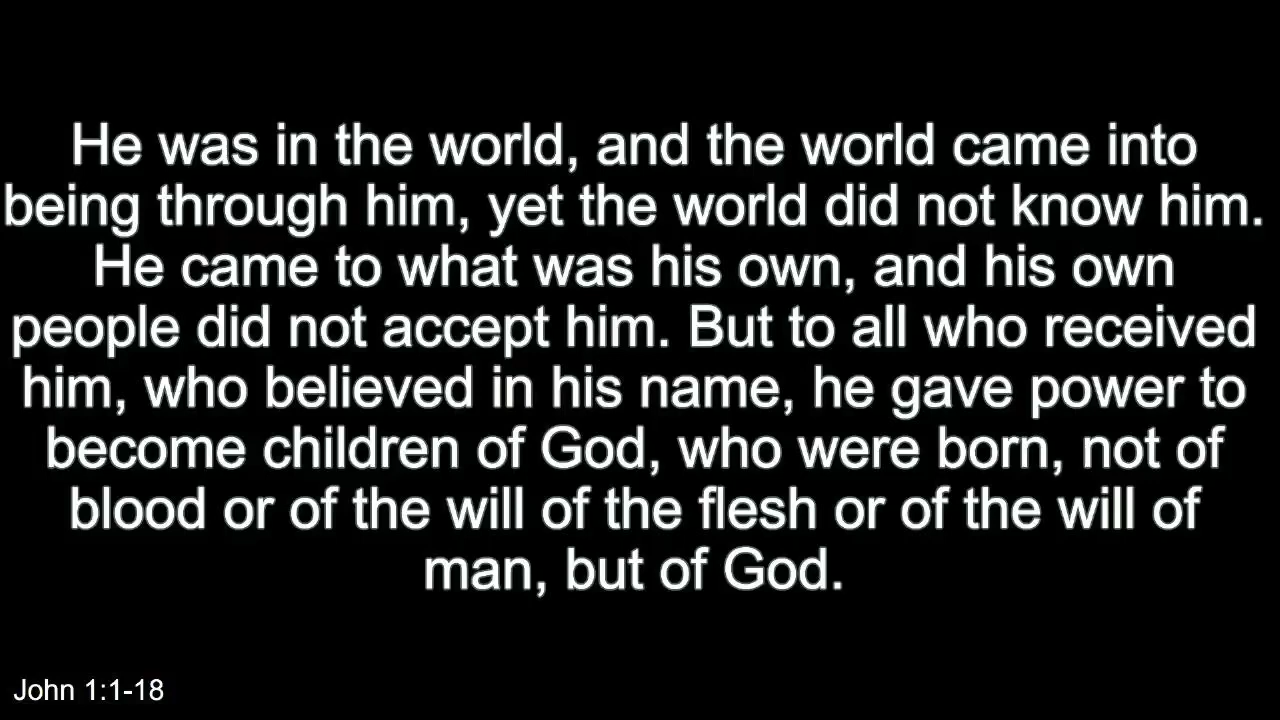 He was in the world, and the world came into
being through him, yet the world did not know him.
He came to what was his own, and his own
people did not accept him. But to all who received
him, who believed in his name, he gave power to
become children of God, who were born, not of
blood or of the will of the flesh or of the will of
man, but of God.
John 1:1-18